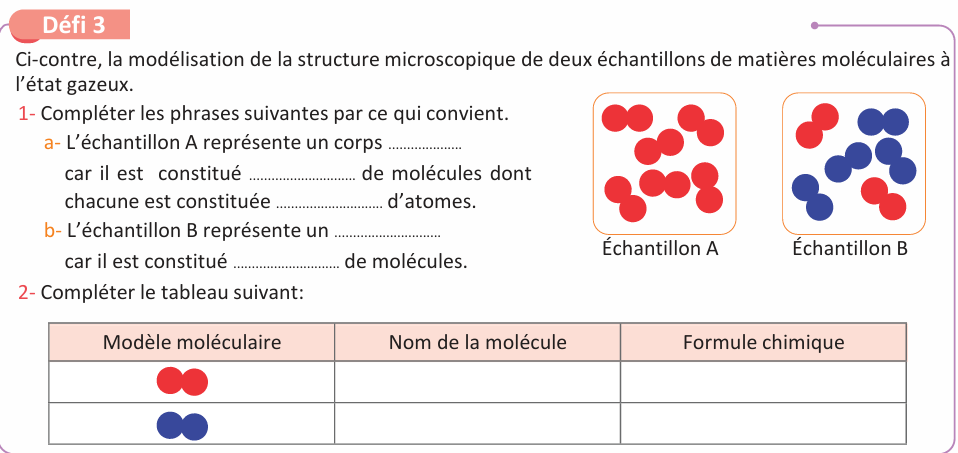 Défi 3
Ci-contre, la modélisation de la structure microscopique de deux échantillons de matières moléculaires à
l’état gazeux.
1- Compléter les phrases suivantes par ce qui convient.
a- L’échantillon A représente un corps ....................
car il est constitué ............................. de molécules dont
chacune est constituée ............................. d’atomes.
b- L’échantillon B représente un .............................
car il est constitué ............................. de molécules.
Échantillon A
Échantillon B
2- Compléter le tableau suivant:
Modèle moléculaire Nom de la molécule Formule chimique